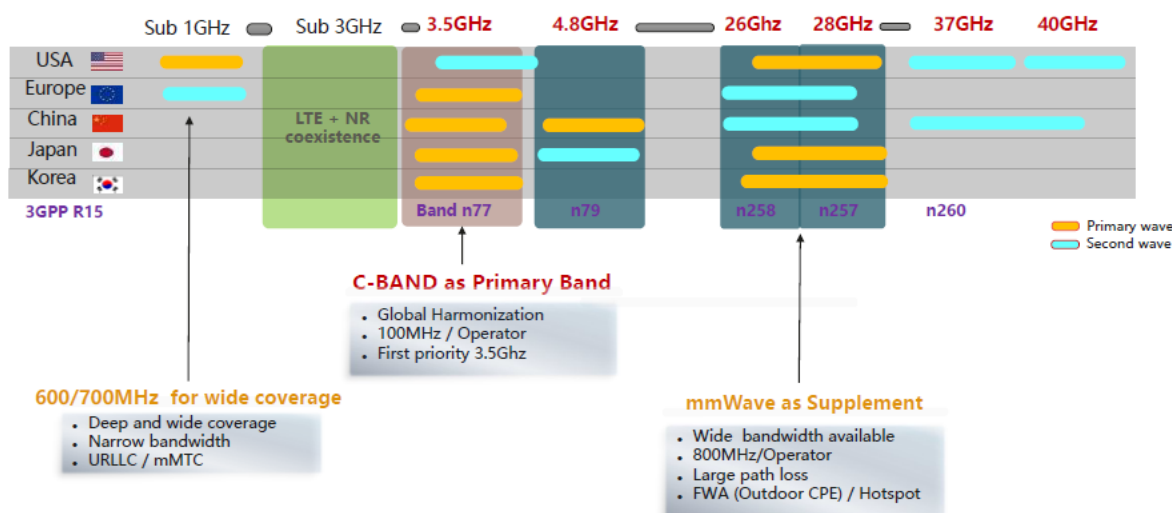 Sub 1GHz Sub 3GHz 3.5GHz 4.8GHz 26Ghz 28GHz 37GHz 40GHz
USA
Europe
China
Japan
Korea
LTE + NR
coexistence
3GPP R15 Band n77 n79 n258 n257 n260
Primary wave
Second wave
C-BAND as Primary Band
• Global Harmonization
• 100MHz / Operator
• First priority 3.5Ghz
600/700MHz for wide coverage
• Deep and wide coverage
• Narrow bandwidth
• URLLC / mMTC
mmWave as Supplement
• Wide bandwidth available
• 800MHz/Operator
• Large path loss
• FWA (Outdoor CPE) / Hotspot